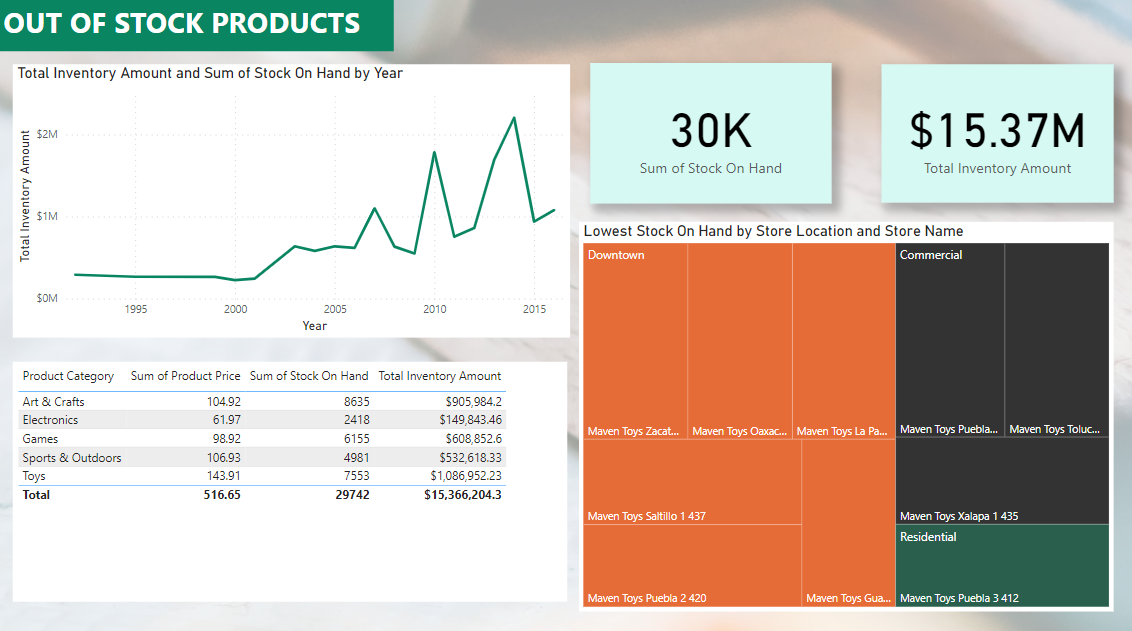 OUT OF STOCK PRODUCTS
Total Inventory Amount and Sum of Stock On Hand by Year
Total Inventory Amount
$2M
$1M
$0M
1995 2000 2005 2010 2015
Year
30K
Sum of Stock On Hand
$15.37M
Total Inventory Amount
Product Category Sum of Product Price Sum of Stock On Hand Total Inventory Amount
Art & Crafts 104.92 8635 $905,984.2
Electronics 61.97 2418 $149,843.46
Games 98.92 6155 $608,852.6
Sports & Outdoors 106.93 4981 $532,618.33
Toys 143.91 7553 $1,086,952.23
Total 516.65 29742 $15,366,204.3
Lowest Stock On Hand by Store Location and Store Name
Downtown
Maven Toys Zacat...
Maven Toys Oaxac...
Maven Toys La Pa...
Maven Toys Saltillo 1 437
Maven Toys Puebla 2 420
Maven Toys Gua...
Commercial
Maven Toys Puebla...
Maven Toys Toluc...
Maven Toys Xalapa 1 435
Residential
Maven Toys Puebla 3 412